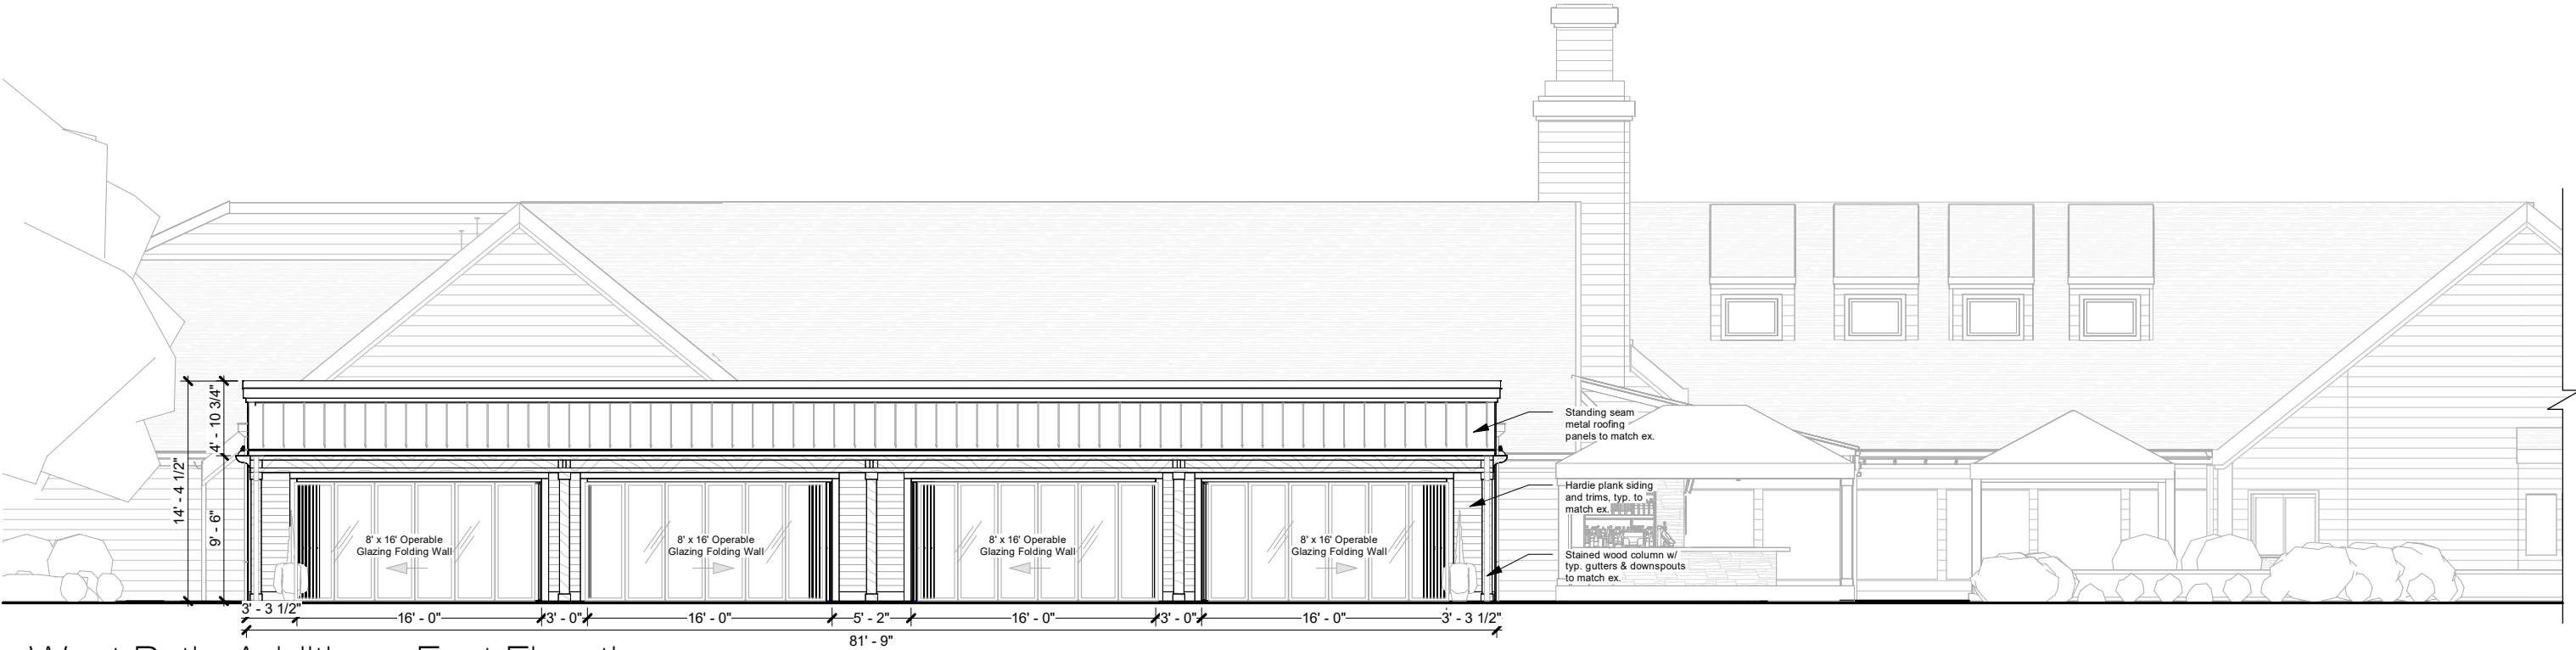 Standing seam
metal roofing
panels to match ex.
4' - 10 3/4"
14' - 4 1/2"
9' - 6"
Hardie plank siding
and trims, typ. to
match ex.
8' x 16' Operable
Glazing Folding Wall
8' x 16' Operable
Glazing Folding Wall
8' x 16' Operable
Glazing Folding Wall
8' x 16' Operable
Glazing Folding Wall
Stained wood column w/
typ. gutters & downspouts
to match ex.
3' - 3 1/2"
16' - 0"
3' - 0"
16' - 0"
5' - 2"
16' - 0"
3' - 0"
16' - 0"
3' - 3 1/2"
81' - 9"